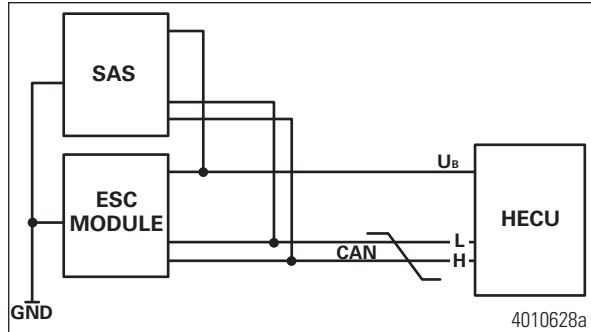 SAS
ESC
MODULE
UB
HECU
L
CAN
H
GND
4010628a